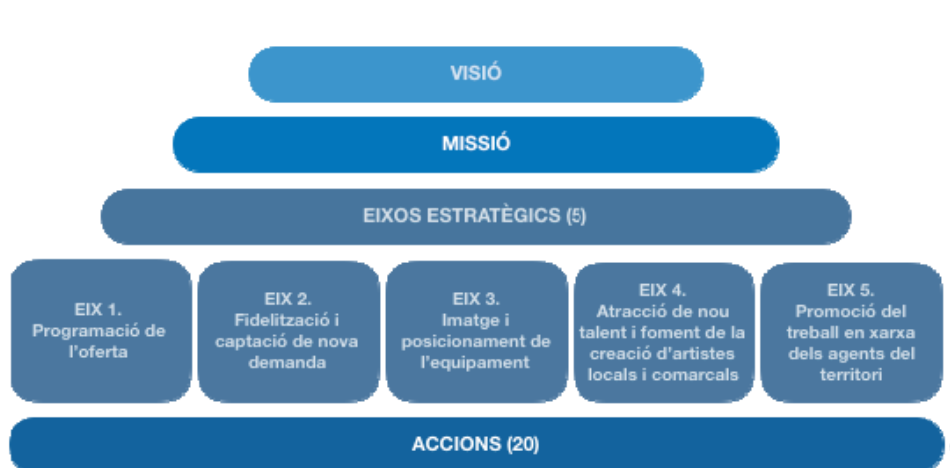 VISIÓ
MISSIÓ
EIXOS ESTRATÈGICS (5)
EIX 1.
Programació de
l'oferta
EIX 2.
Fidelització i
captació de nova
demanda
EIX 3.
Imatge i
posicionament de
l'equipament
EIX 4.
Atracció de nou
talent i foment de la
creació d'artistes
locals i comarcals
EIX 5.
Promoció del
treball en xarxa
dels agents del
territori
ACCIONS (20)